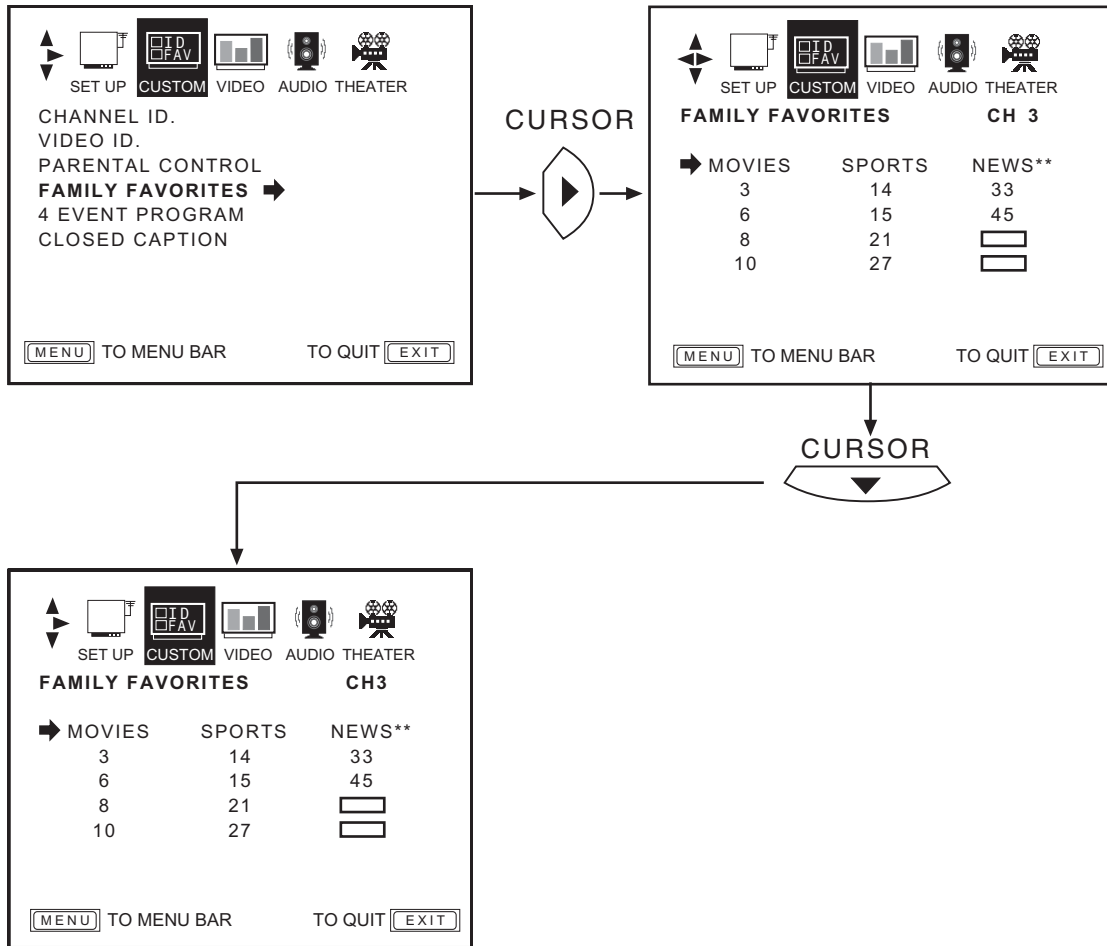 ID
FAV
SET UP CUSTOM VIDEO AUDIO THEATER
CHANNEL ID.
VIDEO ID.
PARENTAL CONTROL
FAMILY FAVORITES
4 EVENT PROGRAM
CLOSED CAPTION
MENU TO MENU BAR TO QUIT EXIT
CURSOR
ID
FAV
SET UP CUSTOM VIDEO AUDIO THEATER
FAMILY FAVORITES CH 3
MOVIES SPORTS NEWS**
3 14 33
6 15 45
8 21
10 27
MENU TO MENU BAR TO QUIT EXIT
CURSOR
ID
FAV
SET UP CUSTOM VIDEO AUDIO THEATER
FAMILY FAVORITES CH3
MOVIES SPORTS NEWS**
3 14 33
6 15 45
8 21
10 27
MENU TO MENU BAR TO QUIT EXIT